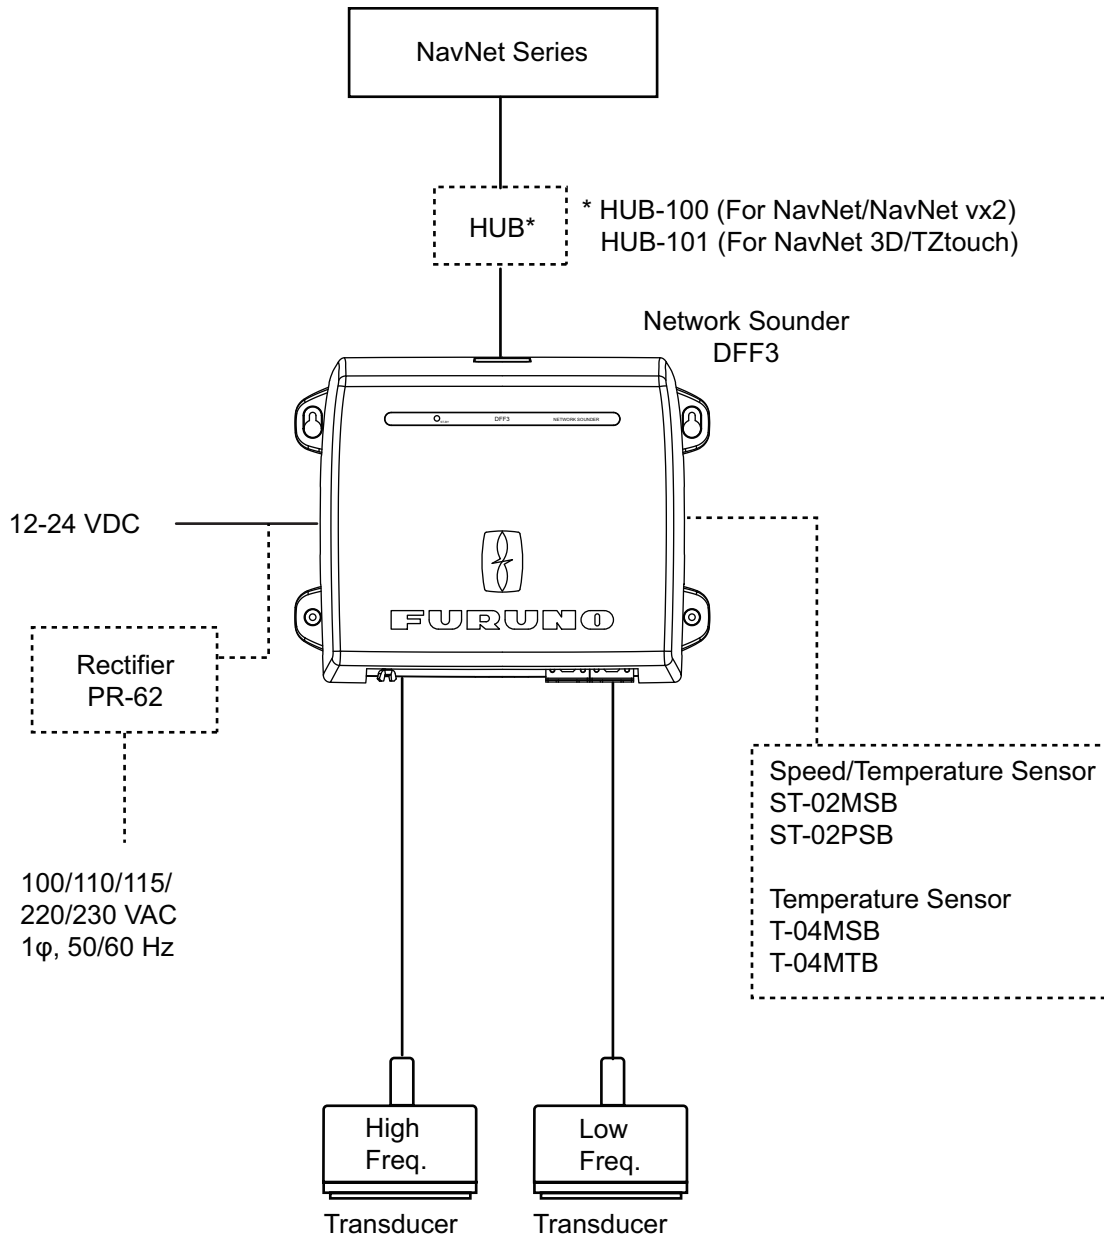 NavNet Series
HUB*
* HUB-100 (For NavNet/NavNet vx2)
HUB-101 (For NavNet 3D/TZtouch)
Network Sounder
DFF3
DFF3
NETWORK SOUNDER
12-24 VDC
FURUNO
Rectifier
PR-62
100/110/115/
220/230 VAC
1φ, 50/60 Hz
Speed/Temperature Sensor
ST-02MSB
ST-02PSB
Temperature Sensor
T-04MSB
T-04MTB
High
Freq.
Low
Freq.
Transducer
Transducer